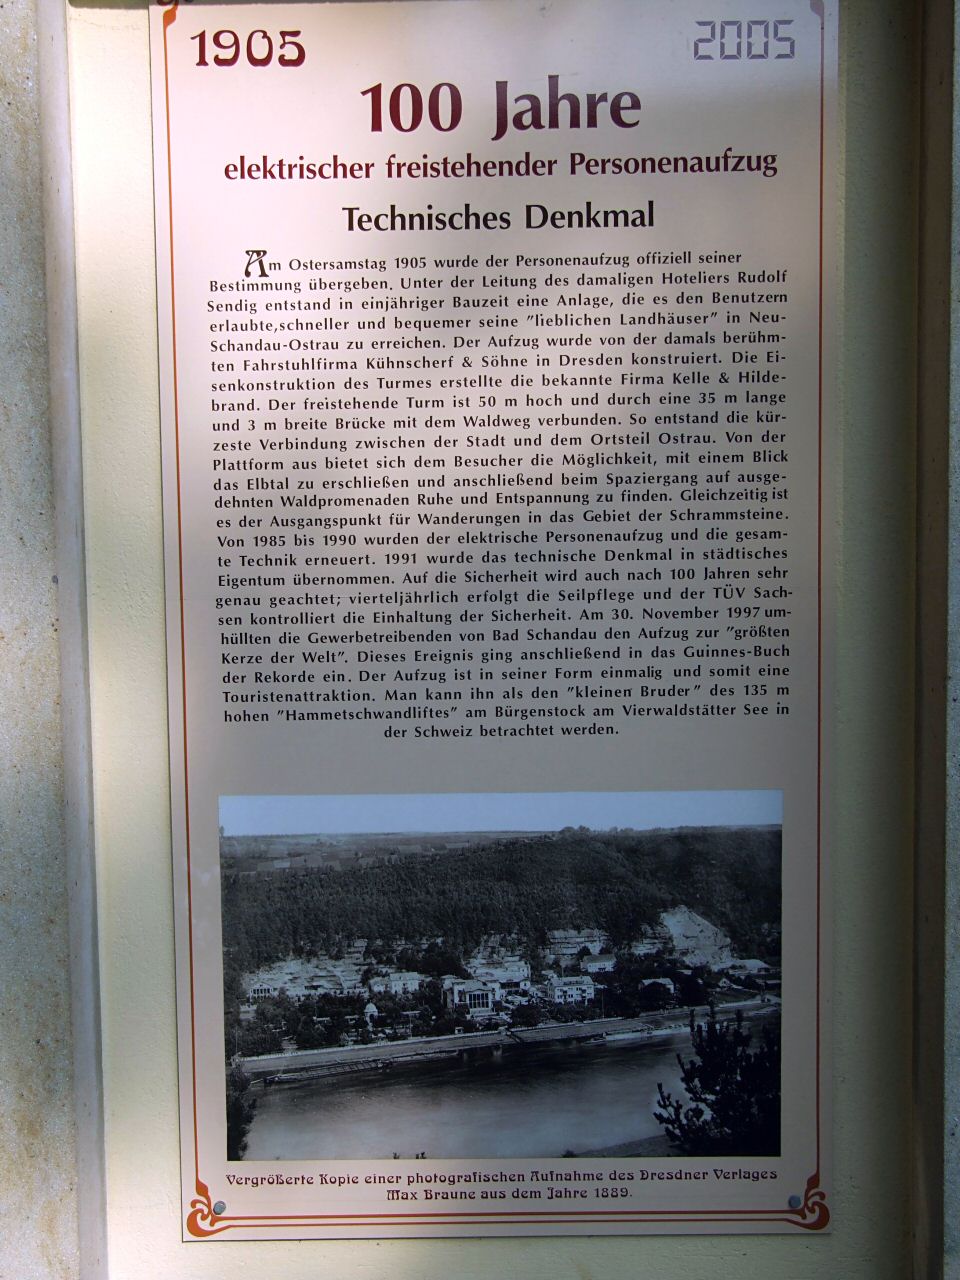 1905
2005
100 Jahre
elektrischer freistehender Personenaufzug
Technisches Denkmal
Am Ostersamstag 1905 wurde der Personenaufzug offiziell seiner
Bestimmung übergeben. Unter der Leitung des damaligen Hoteliers Rudolf
Sendig entstand in einjähriger Bauzeit eine Anlage, die es den Benutzern
erlaubte,schneller und bequemer seine "lieblichen Landhäuser" in Neu-
Schandau-Ostrau zu erreichen. Der Aufzug wurde von der damals berühm-
ten Fahrstuhlfirma Kühnscherf & Söhne in Dresden konstruiert. Die Ei-
senkonstruktion des Turmes erstellte die bekannte Firma Kelle & Hilde-
brand. Der freistehende Turm ist 50 m hoch und durch eine 35 m lange
und 3 m breite Brücke mit dem Waldweg verbunden. So entstand die kür-
zeste Verbindung zwischen der Stadt und dem Ortsteil Ostrau. Von der
Plattform aus bietet sich dem Besucher die Möglichkeit, mit einem Blick
das Elbtal zu erschließen und anschließend beim Spaziergang auf ausge-
dehnten Waldpromenaden Ruhe und Entspannung zu finden. Gleichzeitig ist
es der Ausgangspunkt für Wanderungen in das Gebiet der Schrammsteine.
Von 1985 bis 1990 wurden der elektrische Personenaufzug und die gesam-
te Technik erneuert. 1991 wurde das technische Denkmal in städtisches
Eigentum übernommen. Auf die Sicherheit wird auch nach 100 Jahren sehr
genau geachtet; vierteljährlich erfolgt die Seilpflege und der TÜV Sach-
sen kontrolliert die Einhaltung der Sicherheit. Am 30. November 1997 um-
hüllten die Gewerbetreibenden von Bad Schandau den Aufzug zur "größten
Kerze der Welt". Dieses Ereignis ging anschließend in das Guinnes-Buch
der Rekorde ein. Der Aufzug ist in seiner Form einmalig und somit eine
Touristenattraktion. Man kann ihn als den "kleinen Bruder" des 135 m
hohen "Hammetschwandliftes" am Bürgenstock am Vierwaldstätter See in
der Schweiz betrachtet werden.
Vergrößerte Kopie einer photografischen Aufnahme des Dresdner Verlages
Max Braune aus dem Jahre 1889.